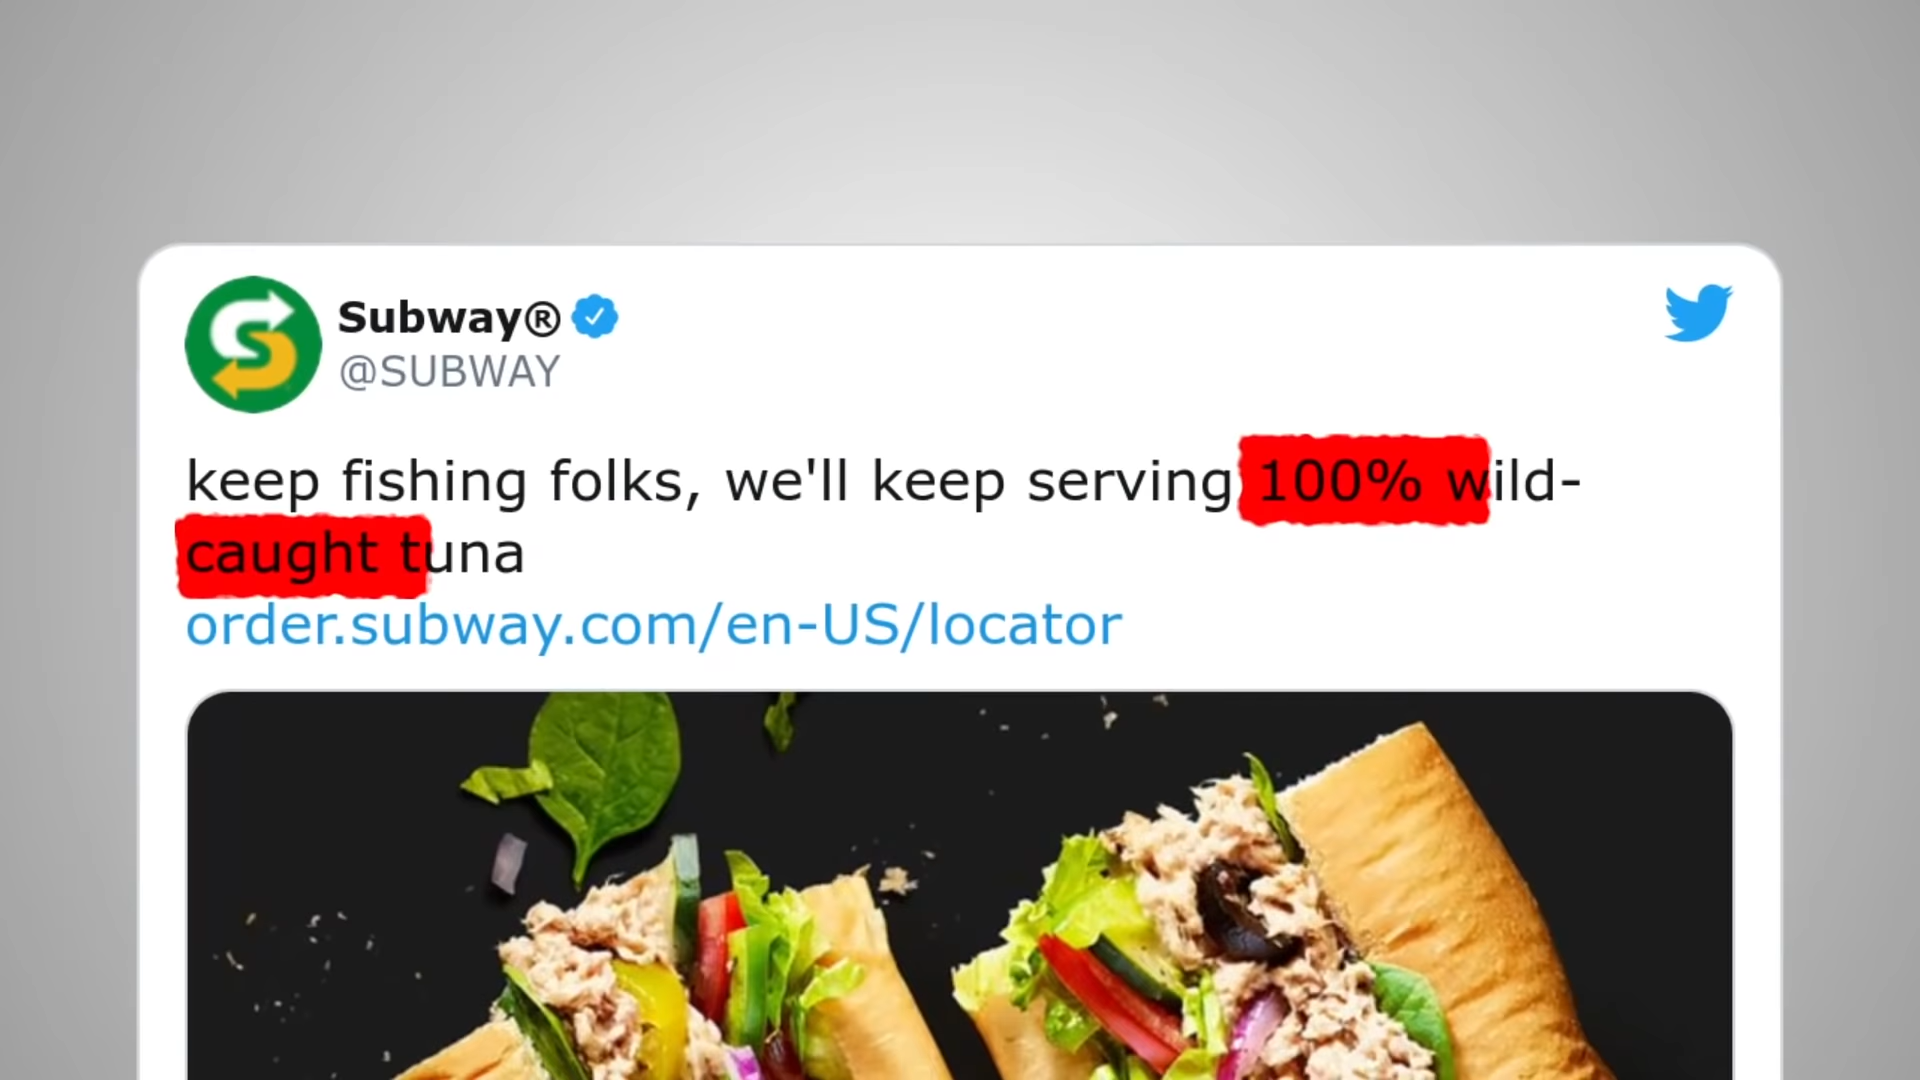 Subway®
@SUBWAY
keep fishing folks, we'll keep serving 100% wild-
caught tuna
order.subway.com/en-US/locator